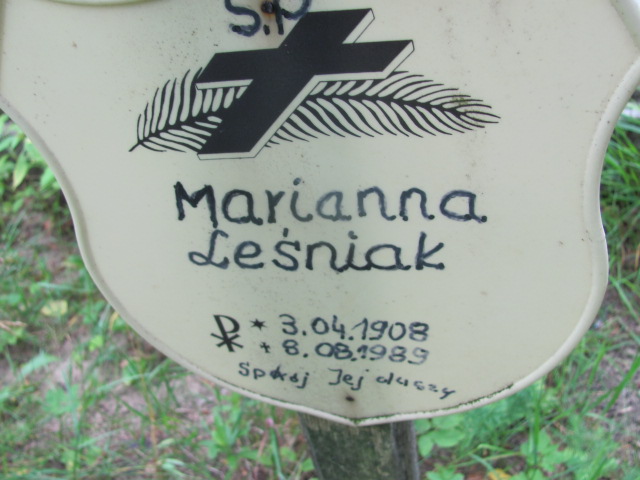 S.P
Marianna
Leśniak
* 3.04.1908
+ 8.08.1989
Spokój Jej duszy